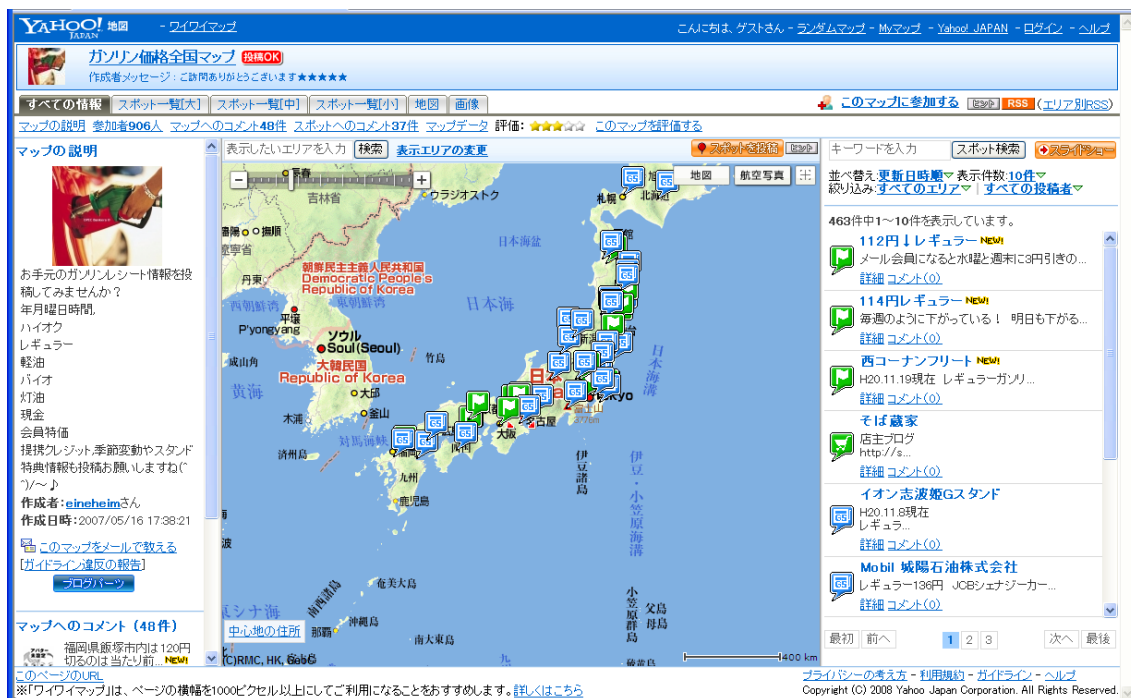 YAHOO! 地図 - ワイワイマップ
JAPAN
こんにちは、ゲストさん - ランダムマップ - Myマップ - Yahoo! JAPAN - ログイン - ヘルプ
ガソリン価格全国マップ 投稿OK
作成者メッセージ：ご訪問ありがとうございます★★★★★
すべての情報 スポット一覧[大] スポット一覧[中] スポット一覧[小] 地図 画像
このマップに参加する ヒント RSS (エリア別RSS)
マップの説明 参加者906人 マップへのコメント48件 スポットへのコメント37件 マップデータ 評価: このマップを評価する
マップの説明
お手元のガソリンレシート情報を投
稿してみませんか？
年月曜日時間,
ハイオク
レギュラー
軽油
バイオ
灯油
現金
会員特価
提携クレジット,季節変動やスタンド
特典情報も投稿お願いしますね(^
^)/～♪
作成者:eineheimさん
作成日時:2007/05/16 17:38:21
このマップをメールで教える
[ガイドライン違反の報告]
ブログパーツ
マップへのコメント（48件）
福岡県飯塚市内は120円
切るのは当たり前... NEW!
表示したいエリアを入力 検索 表示エリアの変更
スポットを投稿 ヒント
地図 航空写真
長春
吉林省
ウラジオストク
札幌
北海道
瀋陽 撫順
遼寧省
日本海盆
丹東
朝鮮民主主義人民共和国
Democratic People's
Republic of Korea
西朝鮮湾
東朝鮮湾
日本海
平壌
P'yongyang
ソウル
Soul(Seoul)
成山角
大韓民国
Republic of Korea
竹島
日本海溝
黄海
大邱
木浦
釜山
富士山
3776m
名古屋
大阪
対馬海峡
済州島
福岡
九州
鹿児島
伊豆諸島
伊豆・小笠原海溝
奄美大島
南西諸島
沖縄島
那覇
南大東島
小笠原群島
父島
母島
中心地の住所
400 km
キーワードを入力 スポット検索 スライドショー
並べ替え:更新日時順▽ 表示件数:10件▽
絞り込み:すべてのエリア▽｜すべての投稿者▽
463件中1～10件を表示しています。
112円↓レギュラー NEW!
メール会員になると水曜と週末に3円引きの...
詳細 コメント(0)
114円レギュラー NEW!
毎週のように下がっている！ 明日も下がる...
詳細 コメント(0)
西コーナンフリート NEW!
H20.11.19現在 レギュラーガソリ...
詳細 コメント(0)
そば蔵家
店主ブログ
http://s...
詳細 コメント(0)
イオン志波姫Gスタンド
H20.11.8現在
レギュラ...
詳細 コメント(0)
Mobil 城陽石油株式会社
レギュラー136円 JCBシェナジーカー...
詳細 コメント(0)
最初 前へ 1 2 3 次へ 最後
このページのURL
※「ワイワイマップ」は、ページの横幅を1000ピクセル以上にしてご利用になることをおすすめします。詳しくはこちら
プライバシーの考え方 - 利用規約 - ガイドライン - ヘルプ
Copyright (C) 2008 Yahoo Japan Corporation. All Rights Reserved.